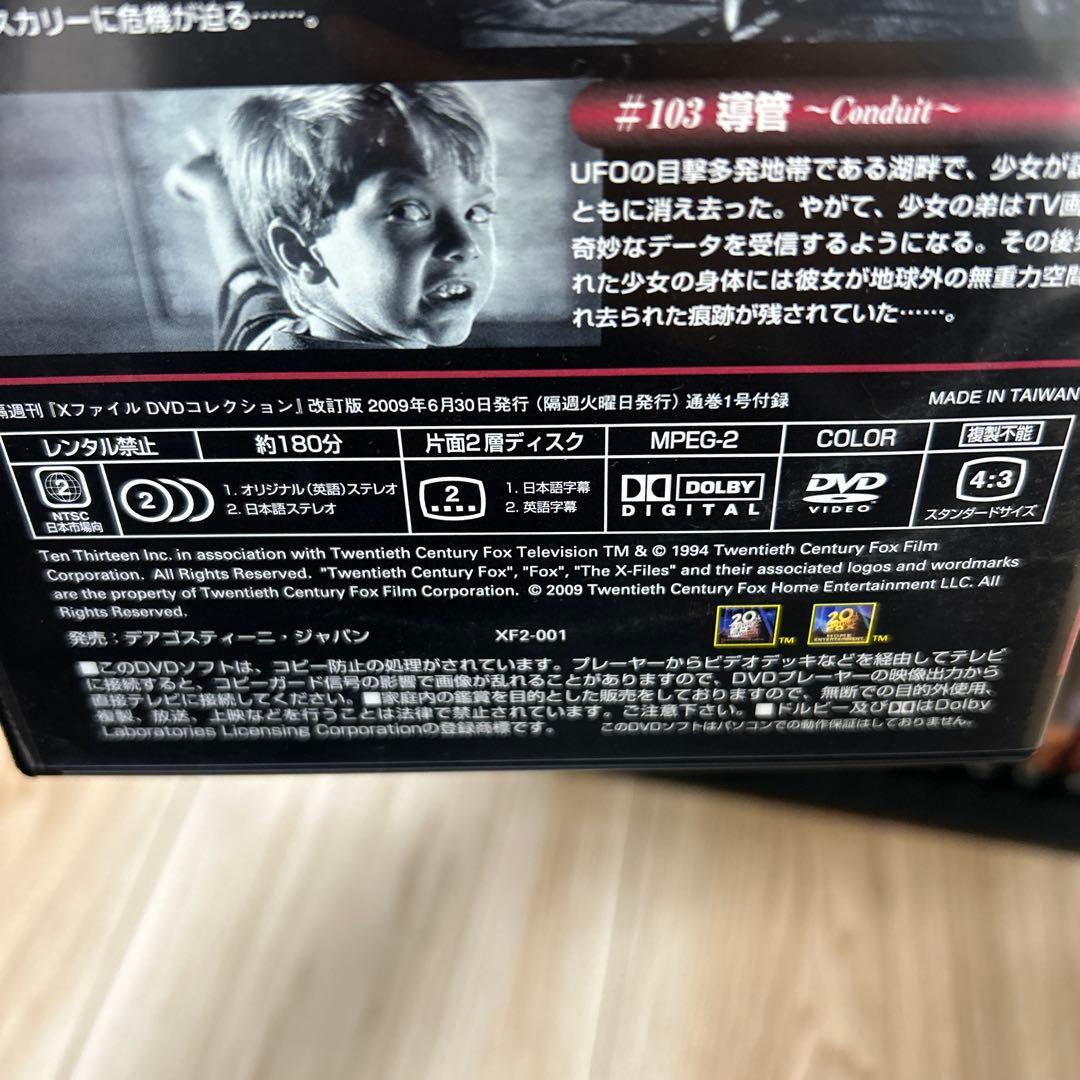 スカリーに危機が迫る……。
#103 導管 ～Conduit～
UFOの目撃多発地帯である湖畔で、少女が
ともに消え去った。やがて、少女の弟はTV画
奇妙なデータを受信するようになる。その後
れた少女の身体には彼女が地球外の無重力空間
れ去られた痕跡が残されていた……。
隔週刊『Xファイル DVDコレクション』改訂版 2009年6月30日発行（隔週火曜日発行）通巻1号付録
MADE IN TAIWAN
レンタル禁止 約180分 片面2層ディスク MPEG-2 COLOR 複製不能
2 NTSC 日本市場向
2 1. オリジナル（英語）ステレオ
2. 日本語ステレオ
2 1. 日本語字幕
2. 英語字幕
DOLBY DIGITAL
DVD VIDEO
4:3 スタンダードサイズ
Ten Thirteen Inc. in association with Twentieth Century Fox Television TM & © 1994 Twentieth Century Fox Film
Corporation. All Rights Reserved. "Twentieth Century Fox", "Fox", "The X-Files" and their associated logos and wordmarks
are the property of Twentieth Century Fox Film Corporation. © 2009 Twentieth Century Fox Home Entertainment LLC. All
Rights Reserved.
発売：デアゴスティーニ・ジャパン XF2-001 TM TM
■このDVDソフトは、コピー防止の処理がされています。プレーヤーからビデオデッキなどを経由してテレビ
に接続すると、コピーガード信号の影響で画像が乱れることがありますので、DVDプレーヤーの映像出力から
直接テレビに接続してください。■家庭内の鑑賞を目的とした販売をしておりますので、無断での目的外使用、
複製、放送、上映などを行うことは法律で禁止されています。ご注意下さい。■ドルビー及びはDolby
Laboratories Licensing Corporationの登録商標です。 このDVDソフトはパソコンでの動作保証はしておりません。